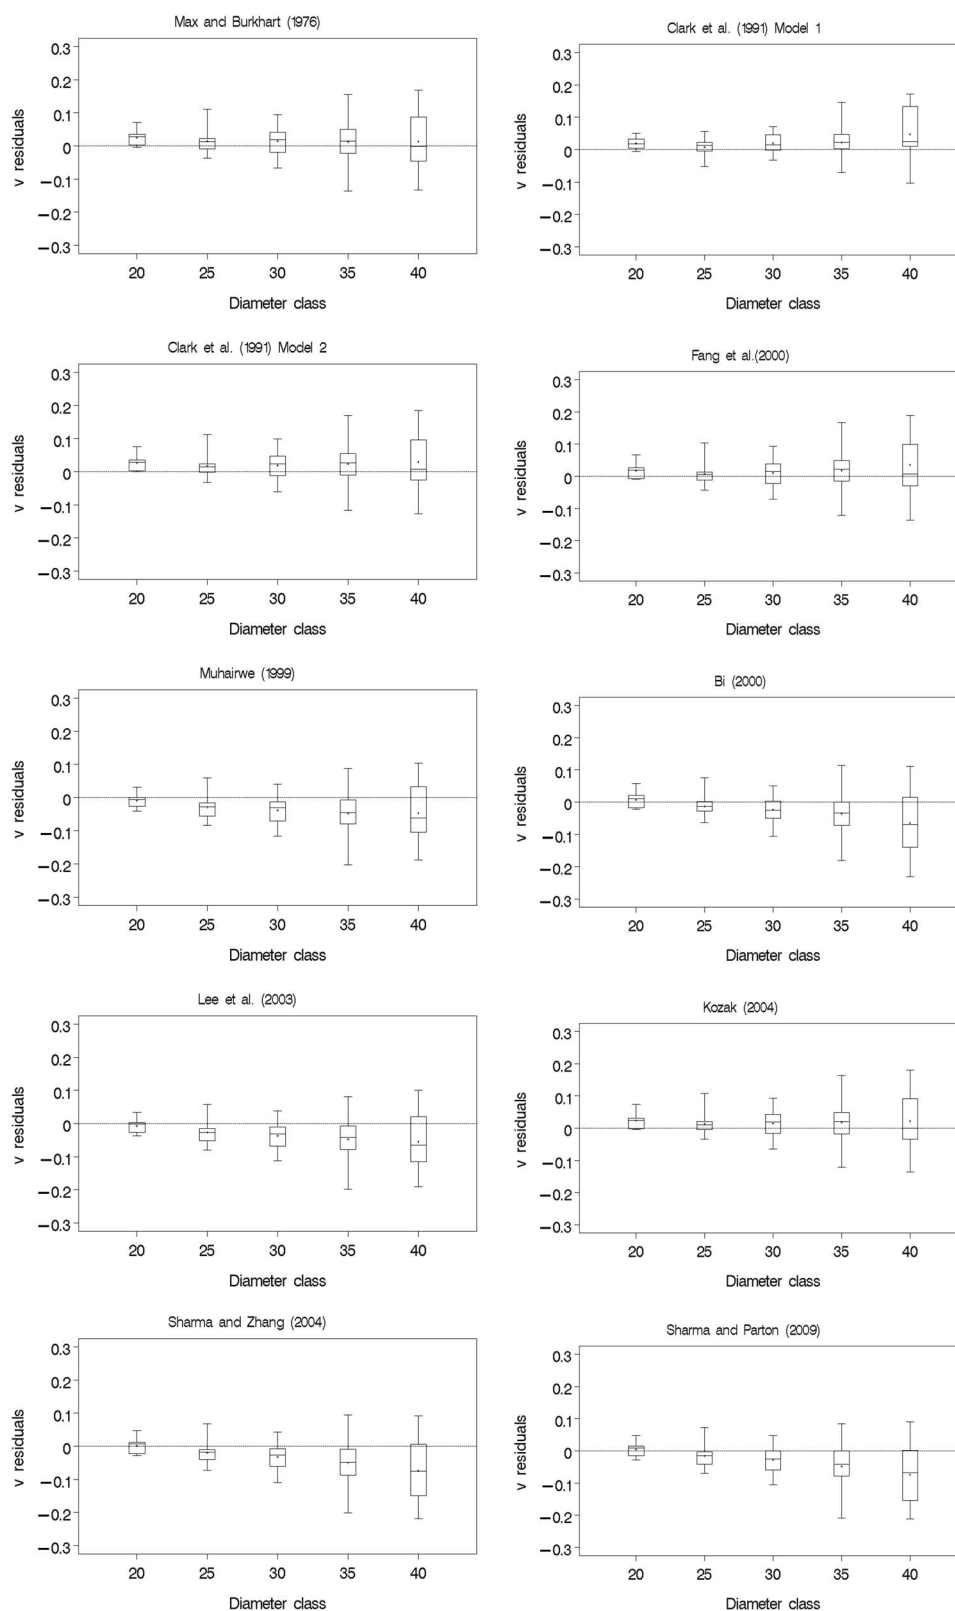 Max and Burkhart (1976)
v residuals
0.3
0.2
0.1
0
−0.1
−0.2
−0.3
20 25 30 35 40
Diameter class
Clark et al. (1991) Model 1
v residuals
0.3
0.2
0.1
0
−0.1
−0.2
−0.3
20 25 30 35 40
Diameter class
Clark et al. (1991) Model 2
v residuals
0.3
0.2
0.1
0
−0.1
−0.2
−0.3
20 25 30 35 40
Diameter class
Fang et al.(2000)
v residuals
0.3
0.2
0.1
0
−0.1
−0.2
−0.3
20 25 30 35 40
Diameter class
Muhairwe (1999)
v residuals
0.3
0.2
0.1
0
−0.1
−0.2
−0.3
20 25 30 35 40
Diameter class
Bi (2000)
v residuals
0.3
0.2
0.1
0
−0.1
−0.2
−0.3
20 25 30 35 40
Diameter class
Lee et al. (2003)
v residuals
0.3
0.2
0.1
0
−0.1
−0.2
−0.3
20 25 30 35 40
Diameter class
Kozak (2004)
v residuals
0.3
0.2
0.1
0
−0.1
−0.2
−0.3
20 25 30 35 40
Diameter class
Sharma and Zhang (2004)
v residuals
0.3
0.2
0.1
0
−0.1
−0.2
−0.3
20 25 30 35 40
Diameter class
Sharma and Parton (2009)
v residuals
0.3
0.2
0.1
0
−0.1
−0.2
−0.3
20 25 30 35 40
Diameter class